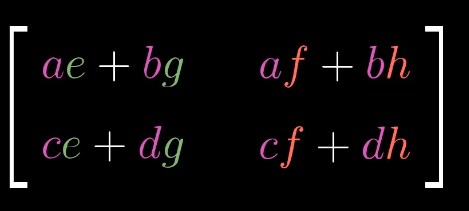 ae + bg af + bh
ce + dg cf + dh